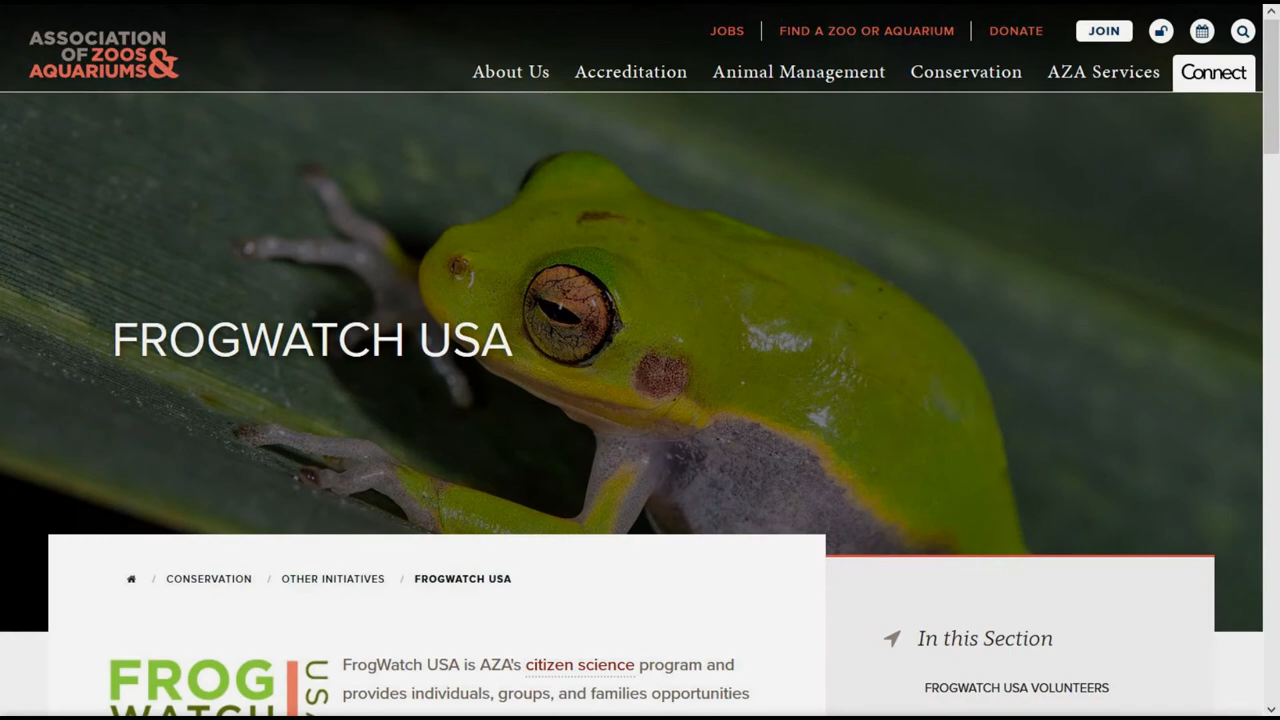 ASSOCIATION
OF ZOOS &
AQUARIUMS
JOBS
FIND A ZOO OR AQUARIUM
DONATE
JOIN
About Us
Accreditation
Animal Management
Conservation
AZA Services
Connect
FROGWATCH USA
/ CONSERVATION / OTHER INITIATIVES / FROGWATCH USA
FROG
WATCH
USA
FrogWatch USA is AZA's citizen science program and
provides individuals, groups, and families opportunities
In this Section
FROGWATCH USA VOLUNTEERS